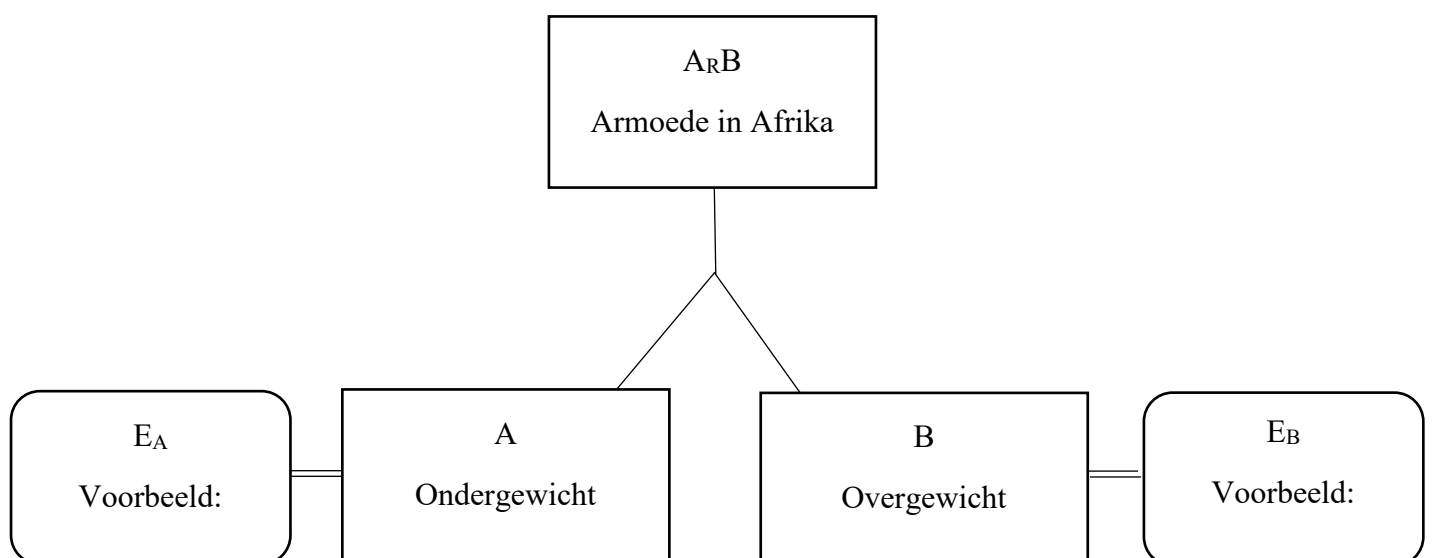 ARB
Armoede in Afrika
EA
Voorbeeld:
A
Ondergewicht
B
Overgewicht
EB
Voorbeeld: